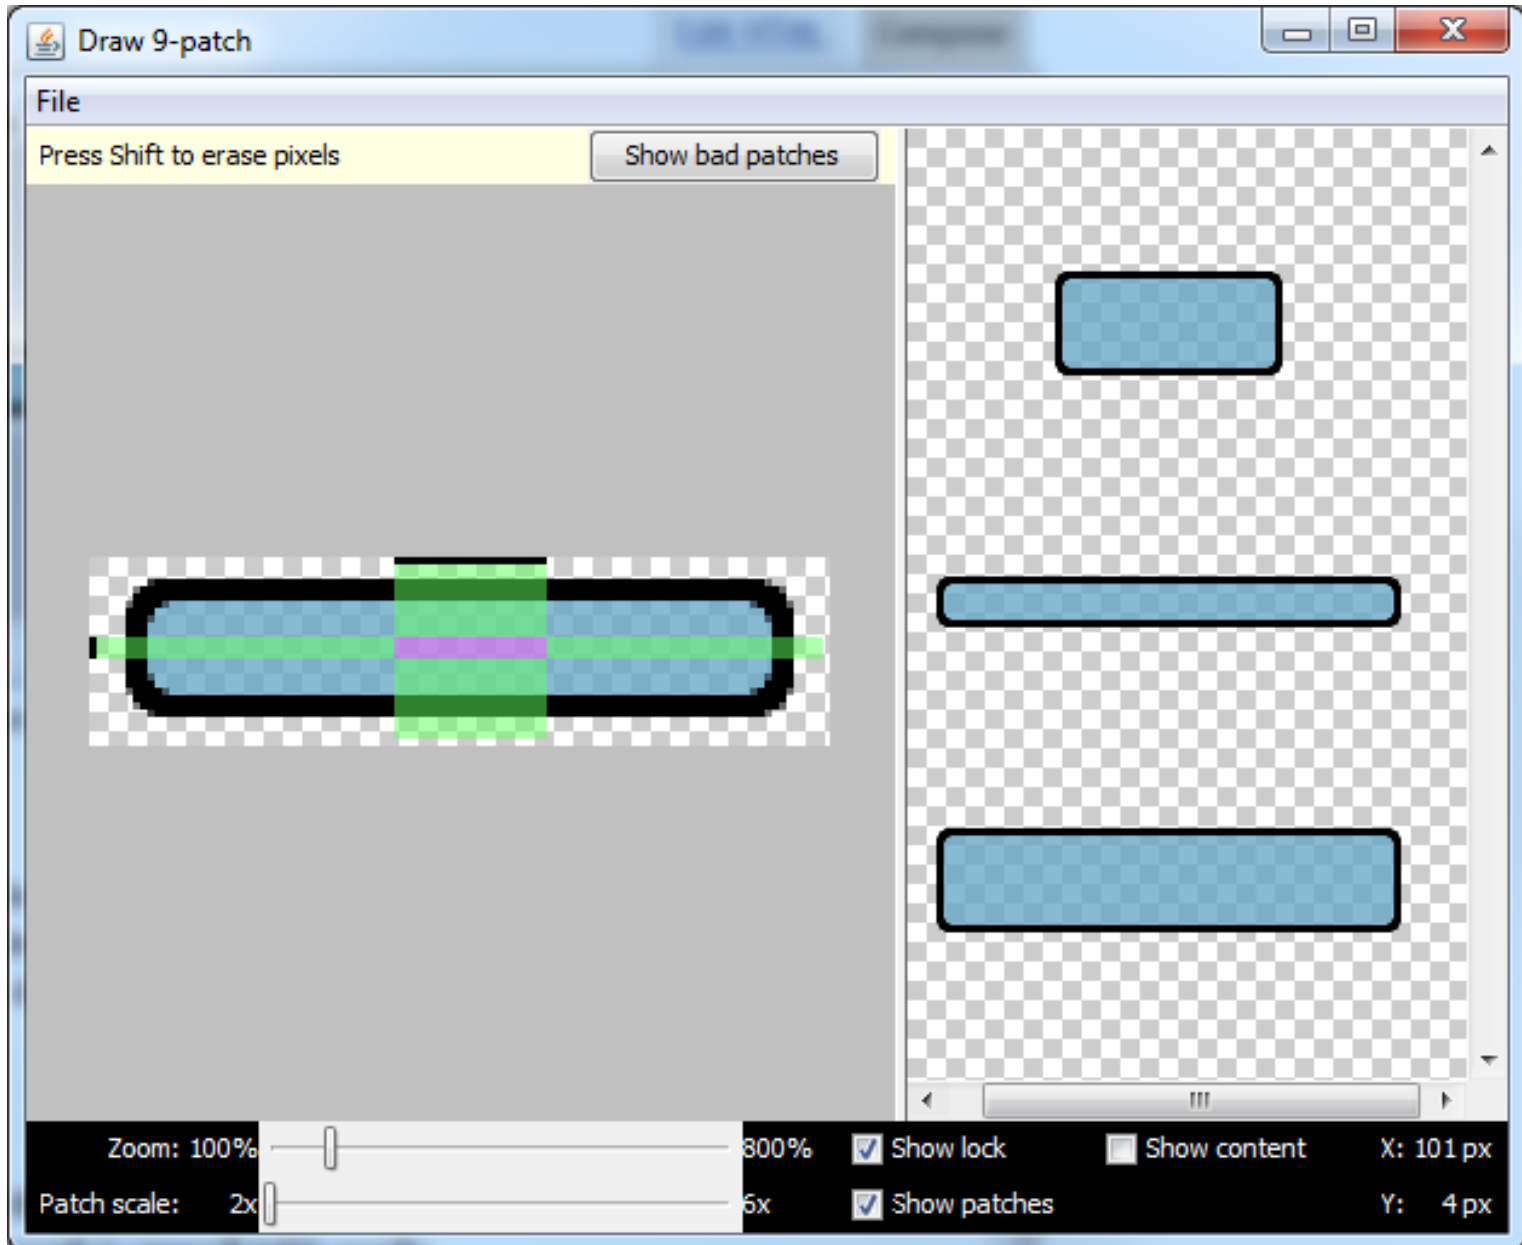 Draw 9-patch
File
Press Shift to erase pixels
Show bad patches
Zoom: 100%
800%
Show lock
Show content
X: 101 px
Patch scale: 2x
6x
Show patches
Y: 4 px